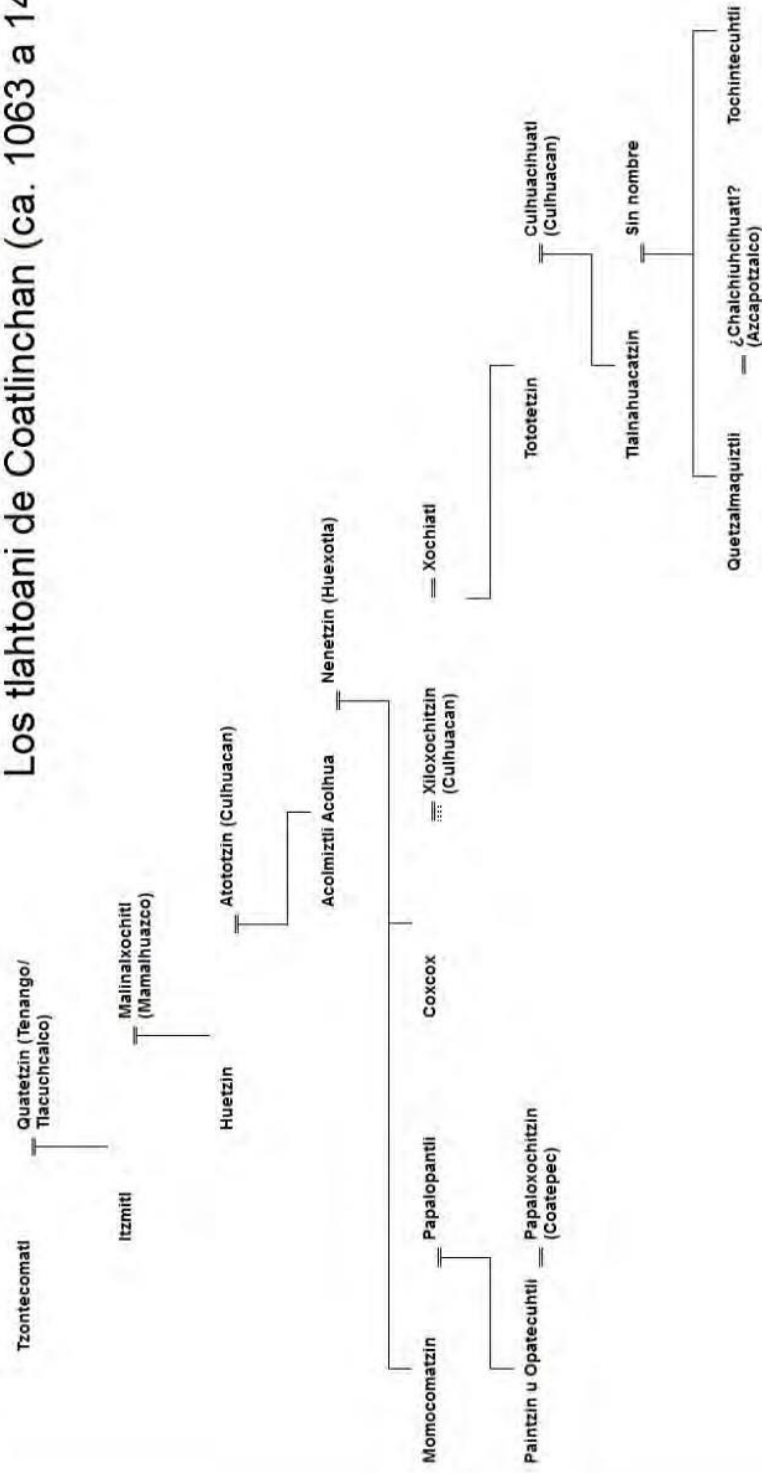 Los tlahtoani de Coatlinchan (ca. 1063 a 14
Tzontecomatl
Quatetzin (Tenango/
Tlacuchcalco)
Itzmitl
Malinalxochitl
(Mamalhuazco)
Huetzin
Atototzin (Culhuacan)
Acolmiztli Acolhua
Nenetzin (Huexotla)
Momocomatzin
Papalopantli
Coxcox
Xiloxochitzin
(Culhuacan)
Xochiatl
Paintzin u Opatecuhtli
Papaloxochitzin
(Coatepec)
Tototetzin
Culhuacihuatl
(Culhuacan)
Tlalnahuacatzin
Sin nombre
Quetzalmaquiztli
¿Chalchiuhcihuatl?
(Azcapotzalco)
Tochintecuhtli